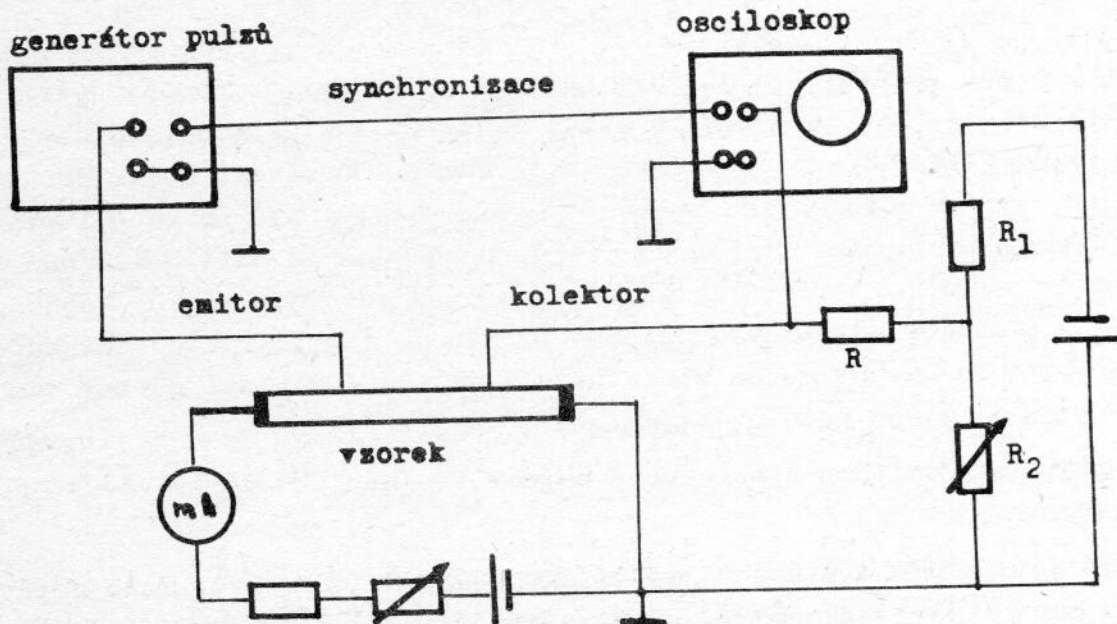 generátor pulzů
osciloskop
synchronizace
R1
emitor
kolektor
R
R2
vzorek
mA